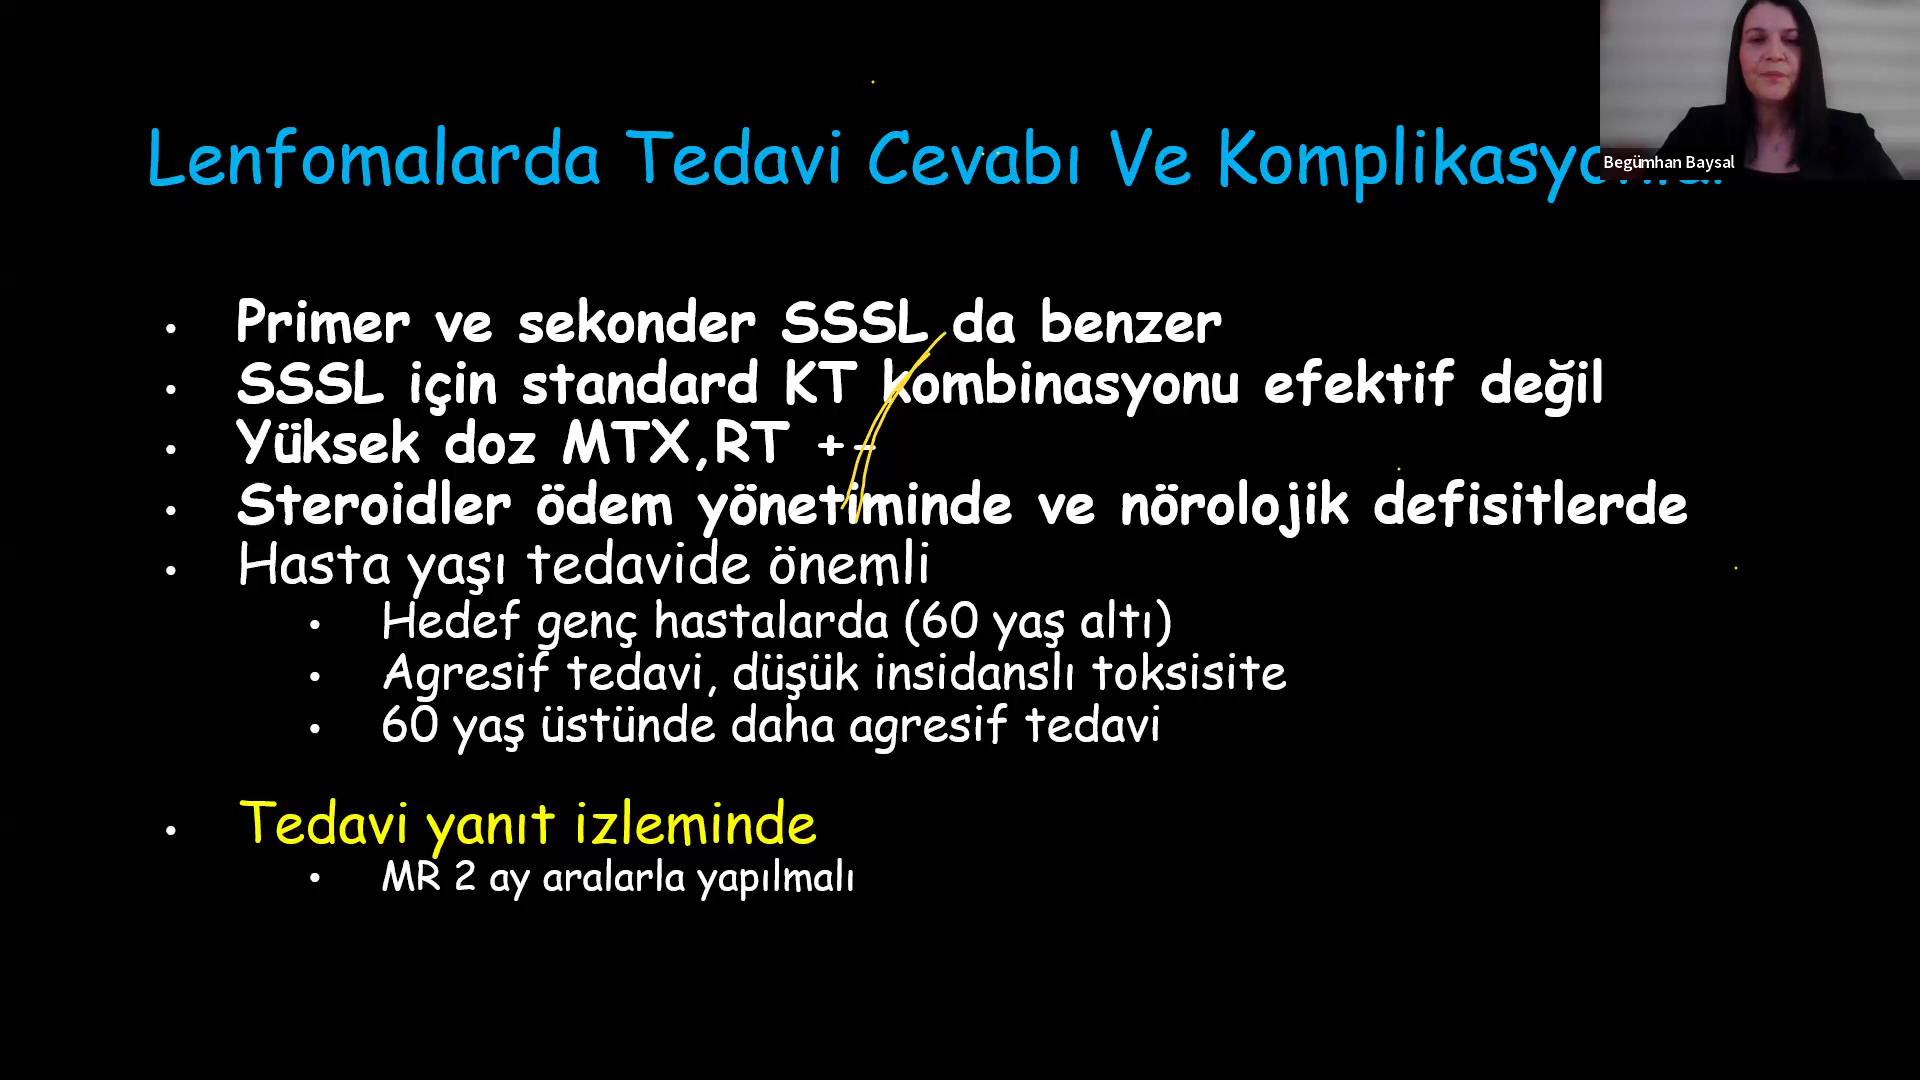 Lenfomalarda Tedavi Cevabı Ve
Begümhan Baysal
• Primer ve sekonder SSSL da benzer
• SSSL için standard KT kombinasyonu efektif değil
• Yüksek doz MTX,RT +-
• Steroidler ödem yönetiminde ve nörolojik defisitlerde
• Hasta yaşı tedavide önemli
• Hedef genç hastalarda (60 yaş altı)
• Agresif tedavi, düşük insidanslı toksisite
• 60 yaş üstünde daha agresif tedavi
• Tedavi yanıt izleminde
• MR 2 ay aralarla yapılmalı